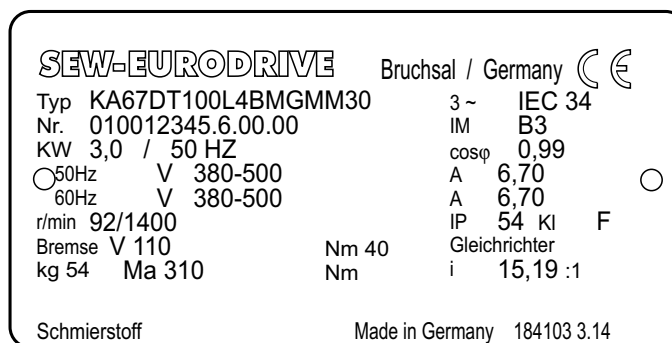 SEW-EURODRIVE Bruchsal / Germany CE
Typ KA67DT100L4BMGMM30 3 ~ IEC 34
Nr. 010012345.6.00.00 IM B3
KW 3,0 / 50 HZ cosφ 0,99
50Hz V 380-500 A 6,70
60Hz V 380-500 A 6,70
r/min 92/1400 IP 54 Kl F
Bremse V 110 Nm 40 Gleichrichter
kg 54 Ma 310 Nm i 15,19 :1
Schmierstoff Made in Germany 184103 3.14